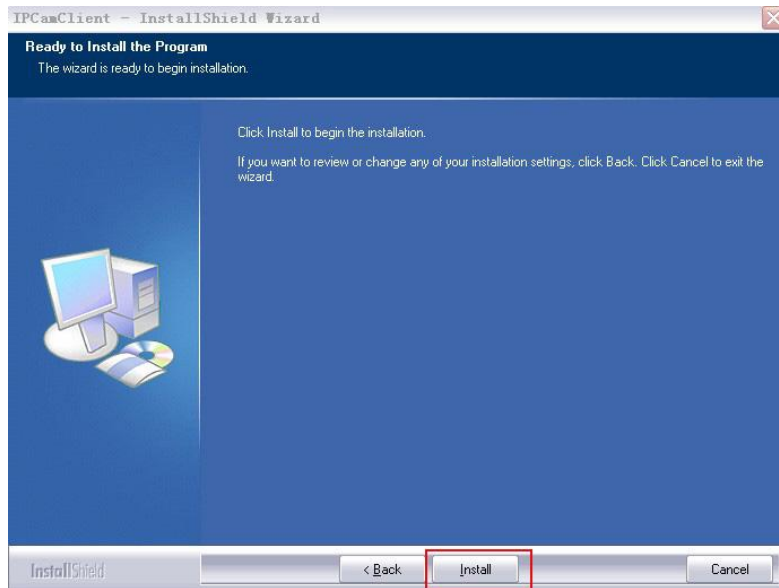 IPCamClient - InstallShield Wizard
Ready to Install the Program
The wizard is ready to begin installation.
Click Install to begin the installation.
If you want to review or change any of your installation settings, click Back. Click Cancel to exit the
wizard.
InstallShield
< Back
Install
Cancel